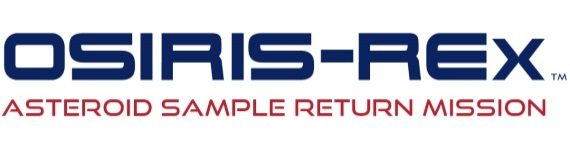 OSIRIS-REx™
ASTEROID SAMPLE RETURN MISSION